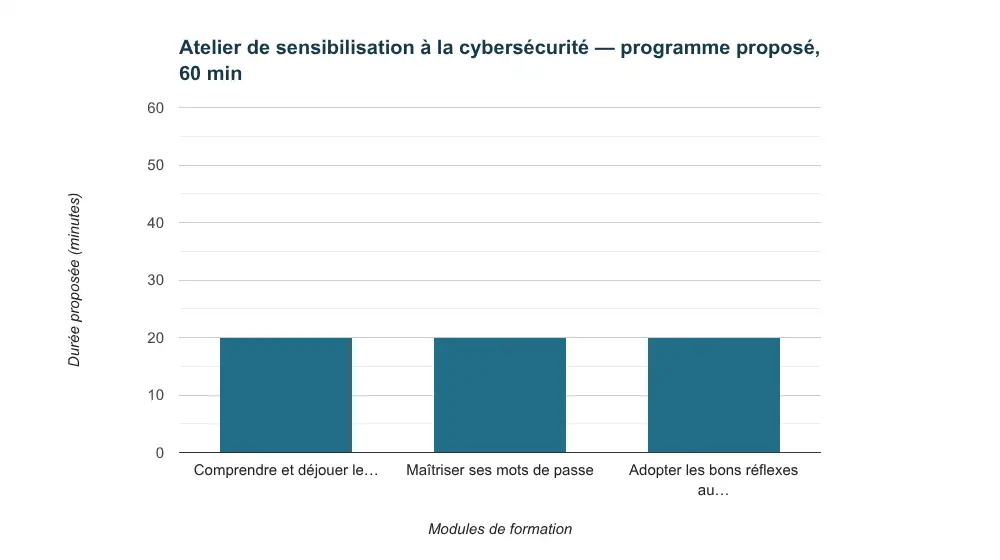 Atelier de sensibilisation à la cybersécurité — programme proposé,
60 min
60
50
40
30
20
10
0
Durée proposée (minutes)
Comprendre et déjouer le…
Maîtriser ses mots de passe
Adopter les bons réflexes
au…
Modules de formation